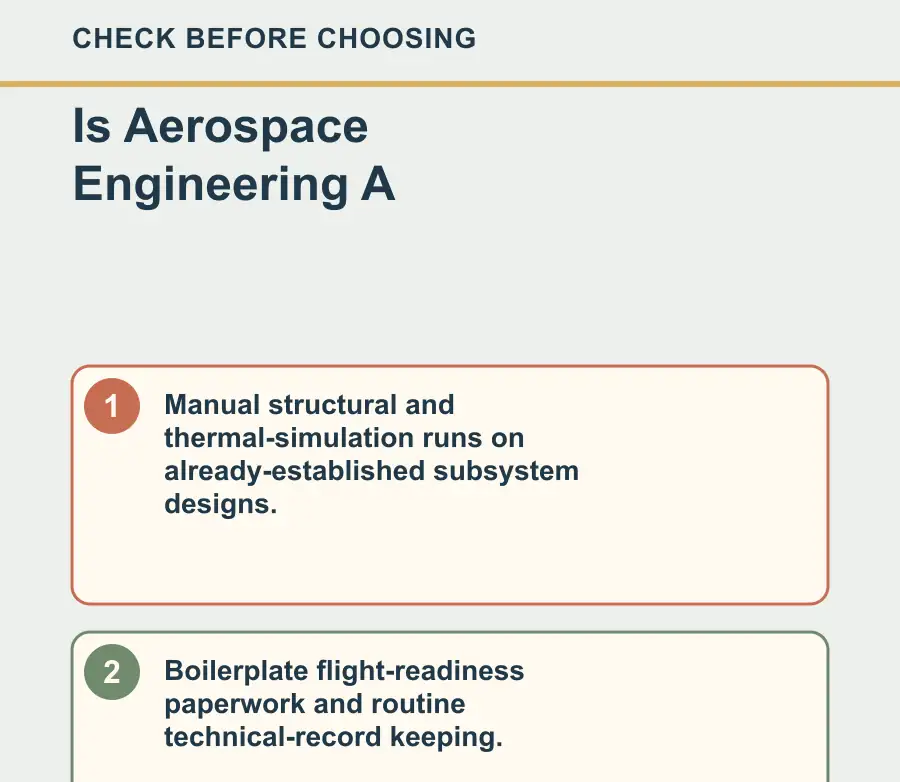 CHECK BEFORE CHOOSING
Is Aerospace
Engineering A
1
Manual structural and
thermal-simulation runs on
already-established subsystem
designs.
2
Boilerplate flight-readiness
paperwork and routine
technical-record keeping.